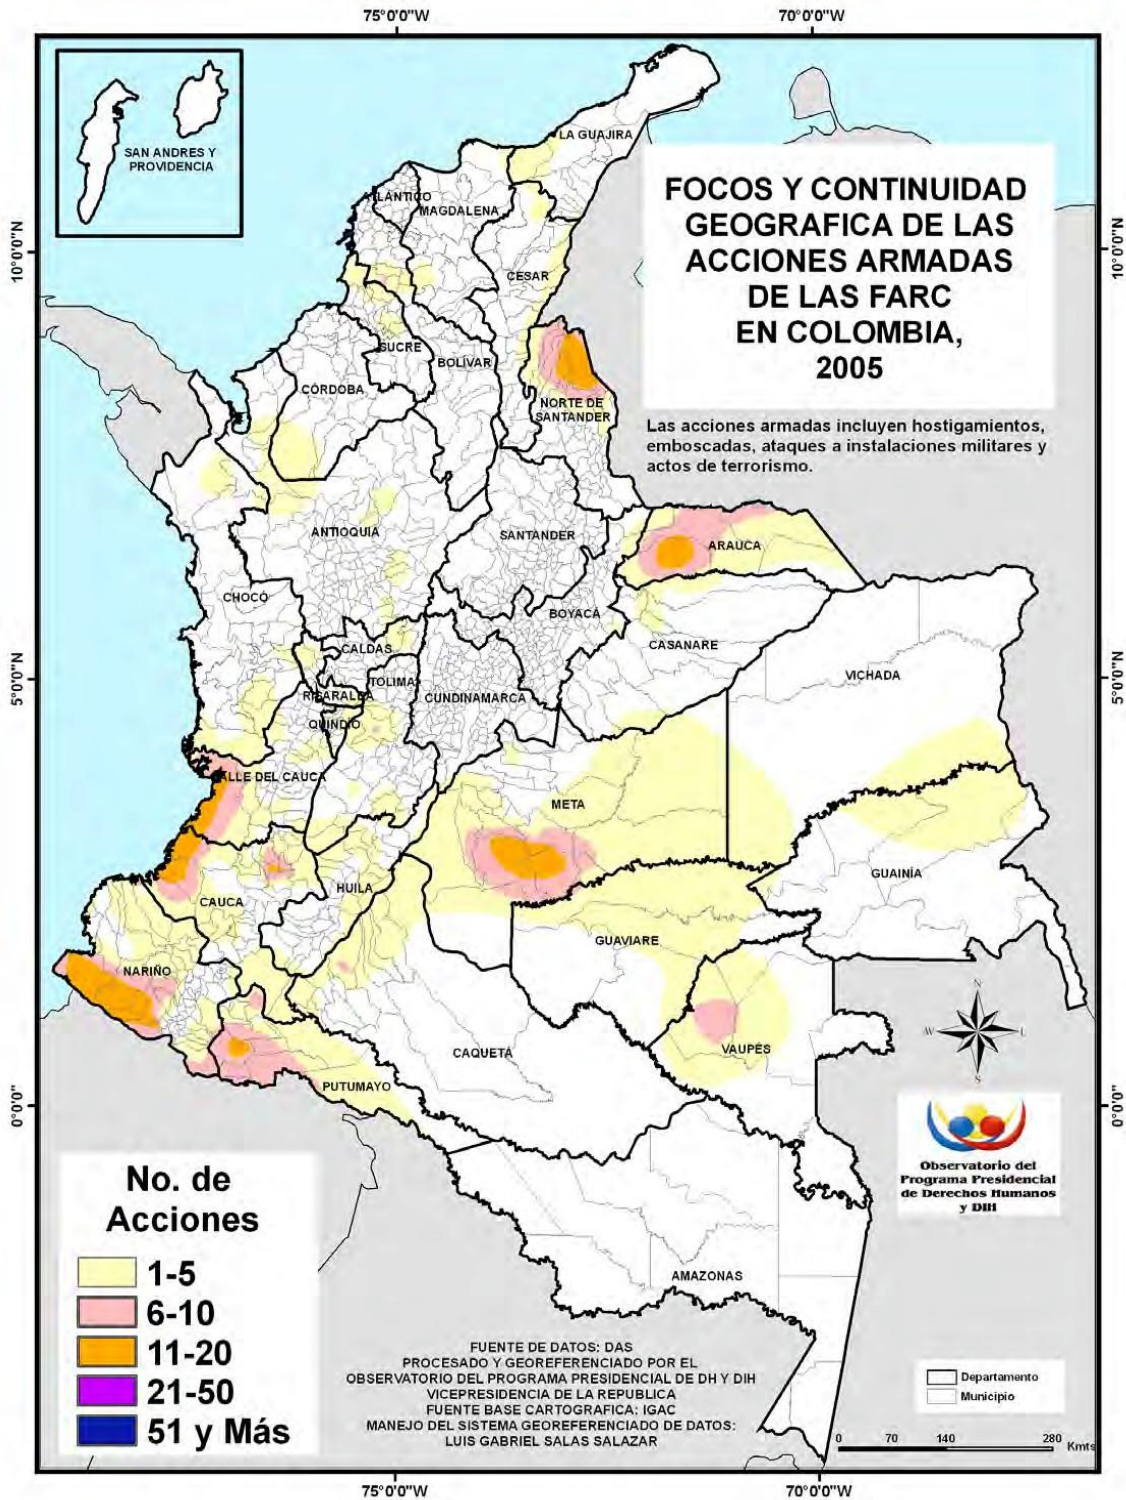 75°0'0"W 70°0'0"W
10°0'0"N
10°0'0"N
5°0'0"N
5°0'0"N
0°0'0"
0°0'0"
SAN ANDRES Y
PROVIDENCIA
FOCOS Y CONTINUIDAD
GEOGRAFICA DE LAS
ACCIONES ARMADAS
DE LAS FARC
EN COLOMBIA,
2005
Las acciones armadas incluyen hostigamientos,
emboscadas, ataques a instalaciones militares y
actos de terrorismo.
LA GUAJIRA
ATLANTICO
MAGDALENA
CESAR
SUCRE
BOLÍVAR
CÓRDOBA
NORTE DE
SANTANDER
ANTIOQUIA
SANTANDER
ARAUCA
CHOCÓ
BOYACÁ
CALDAS
CASANARE
VICHADA
TOLIMA
RISARALDA
CUNDINAMARCA
QUINDIO
VALLE DEL CAUCA
META
HUILA
GUAINÍA
CAUCA
GUAVIARE
NARIÑO
VAUPÉS
CAQUETÁ
PUTUMAYO
AMAZONAS
N
W L
S
Observatorio del
Programa Presidencial
de Derechos Humanos
y DIH
No. de
Acciones
1-5
6-10
11-20
21-50
51 y Más
FUENTE DE DATOS: DAS
PROCESADO Y GEOREFERENCIADO POR EL
OBSERVATORIO DEL PROGRAMA PRESIDENCIAL DE DH Y DIH
VICEPRESIDENCIA DE LA REPUBLICA
FUENTE BASE CARTOGRAFICA: IGAC
MANEJO DEL SISTEMA GEOREFERENCIADO DE DATOS:
LUIS GABRIEL SALAS SALAZAR
Departamento
Municipio
0 70 140 280
Kmts
75°0'0"W 70°0'0"W